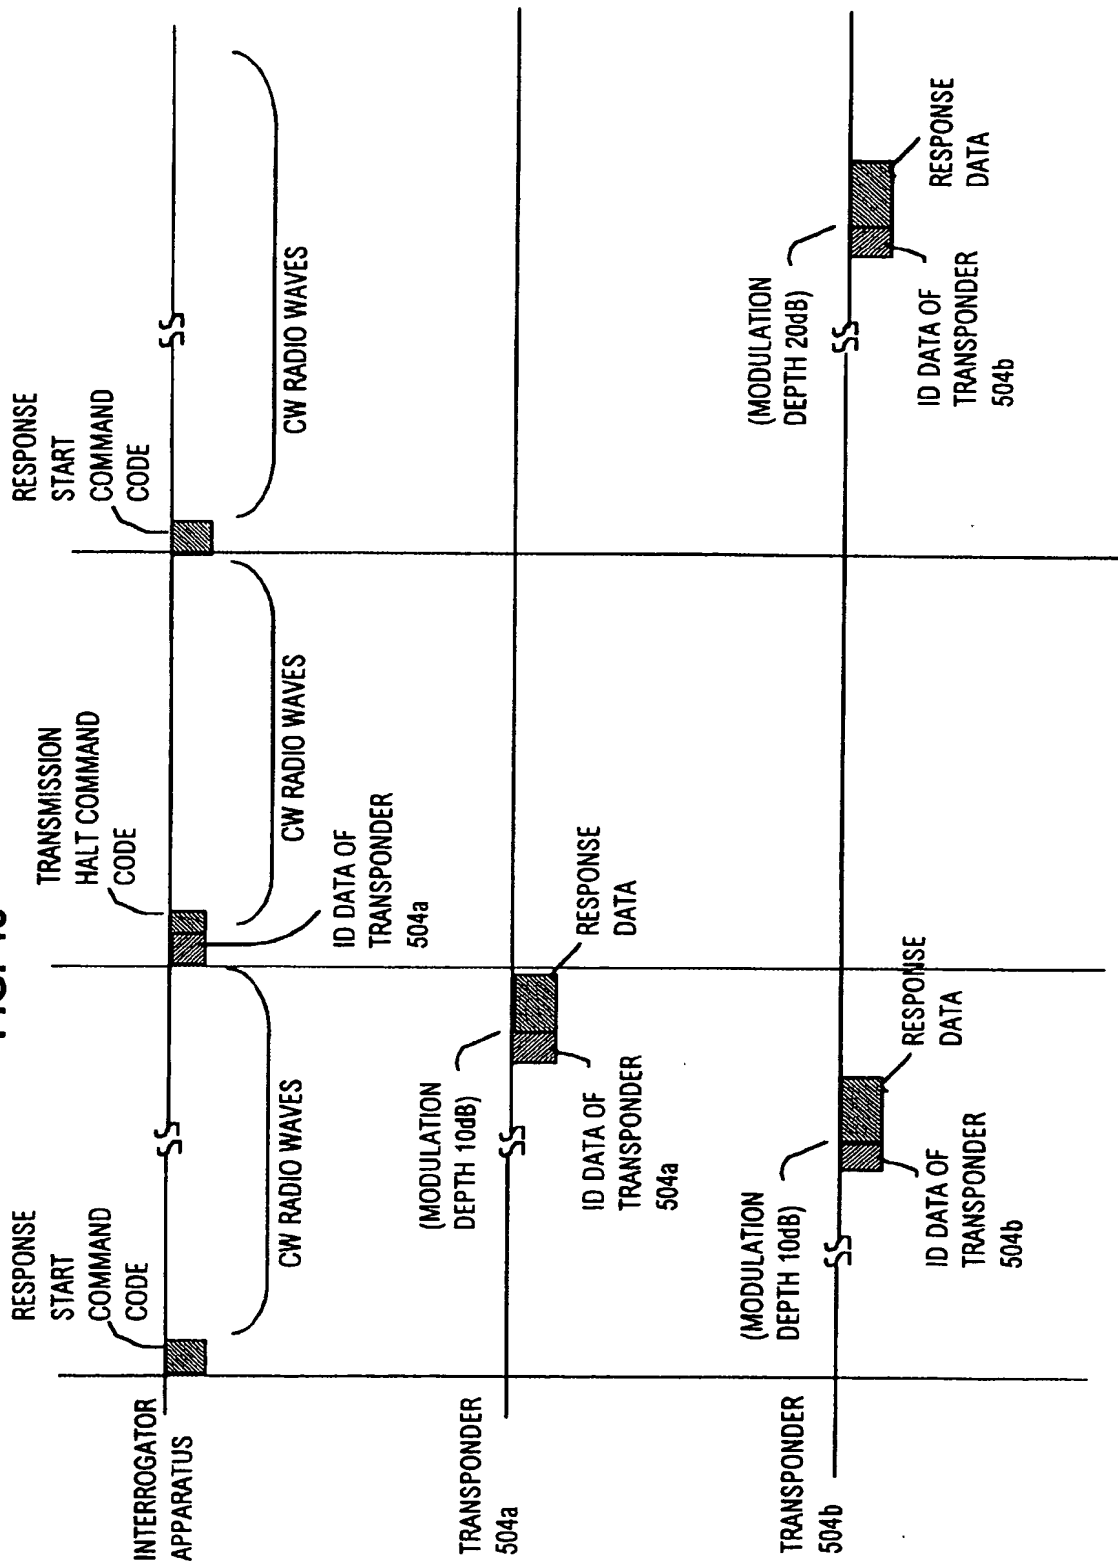 RESPONSE
START
COMMAND
CODE
TRANSMISSION
HALT COMMAND
CODE
RESPONSE
START
COMMAND
CODE
INTERROGATOR
APPARATUS
CW RADIO WAVES
CW RADIO WAVES
CW RADIO WAVES
ID DATA OF
TRANSPONDER
504a
(MODULATION
DEPTH 10dB)
TRANSPONDER
504a
ID DATA OF
TRANSPONDER
504a
RESPONSE
DATA
(MODULATION
DEPTH 10dB)
(MODULATION
DEPTH 20dB)
TRANSPONDER
504b
ID DATA OF
TRANSPONDER
504b
RESPONSE
DATA
ID DATA OF
TRANSPONDER
504b
RESPONSE
DATA